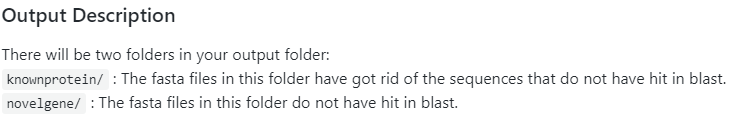 Output Description
There will be two folders in your output folder:
knownprotein/ : The fasta files in this folder have got rid of the sequences that do not have hit in blast.
novelgene/ : The fasta files in this folder do not have hit in blast.